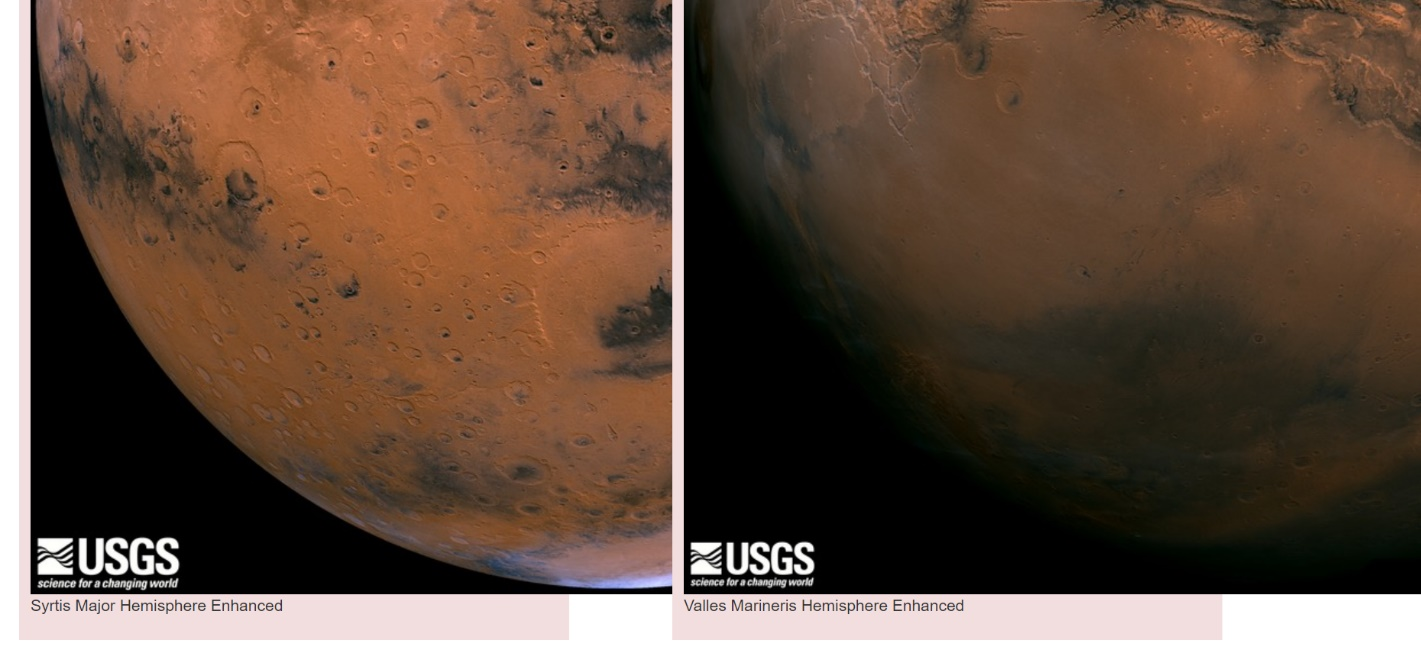 USGS
science for a changing world
Syrtis Major Hemisphere Enhanced
USGS
science for a changing world
Valles Marineris Hemisphere Enhanced